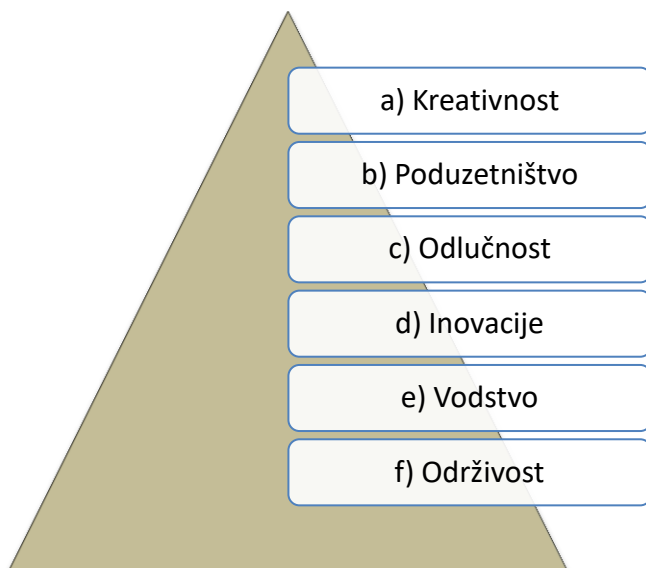 a) Kreativnost
b) Poduzetništvo
c) Odlučnost
d) Inovacije
e) Vodstvo
f) Održivost